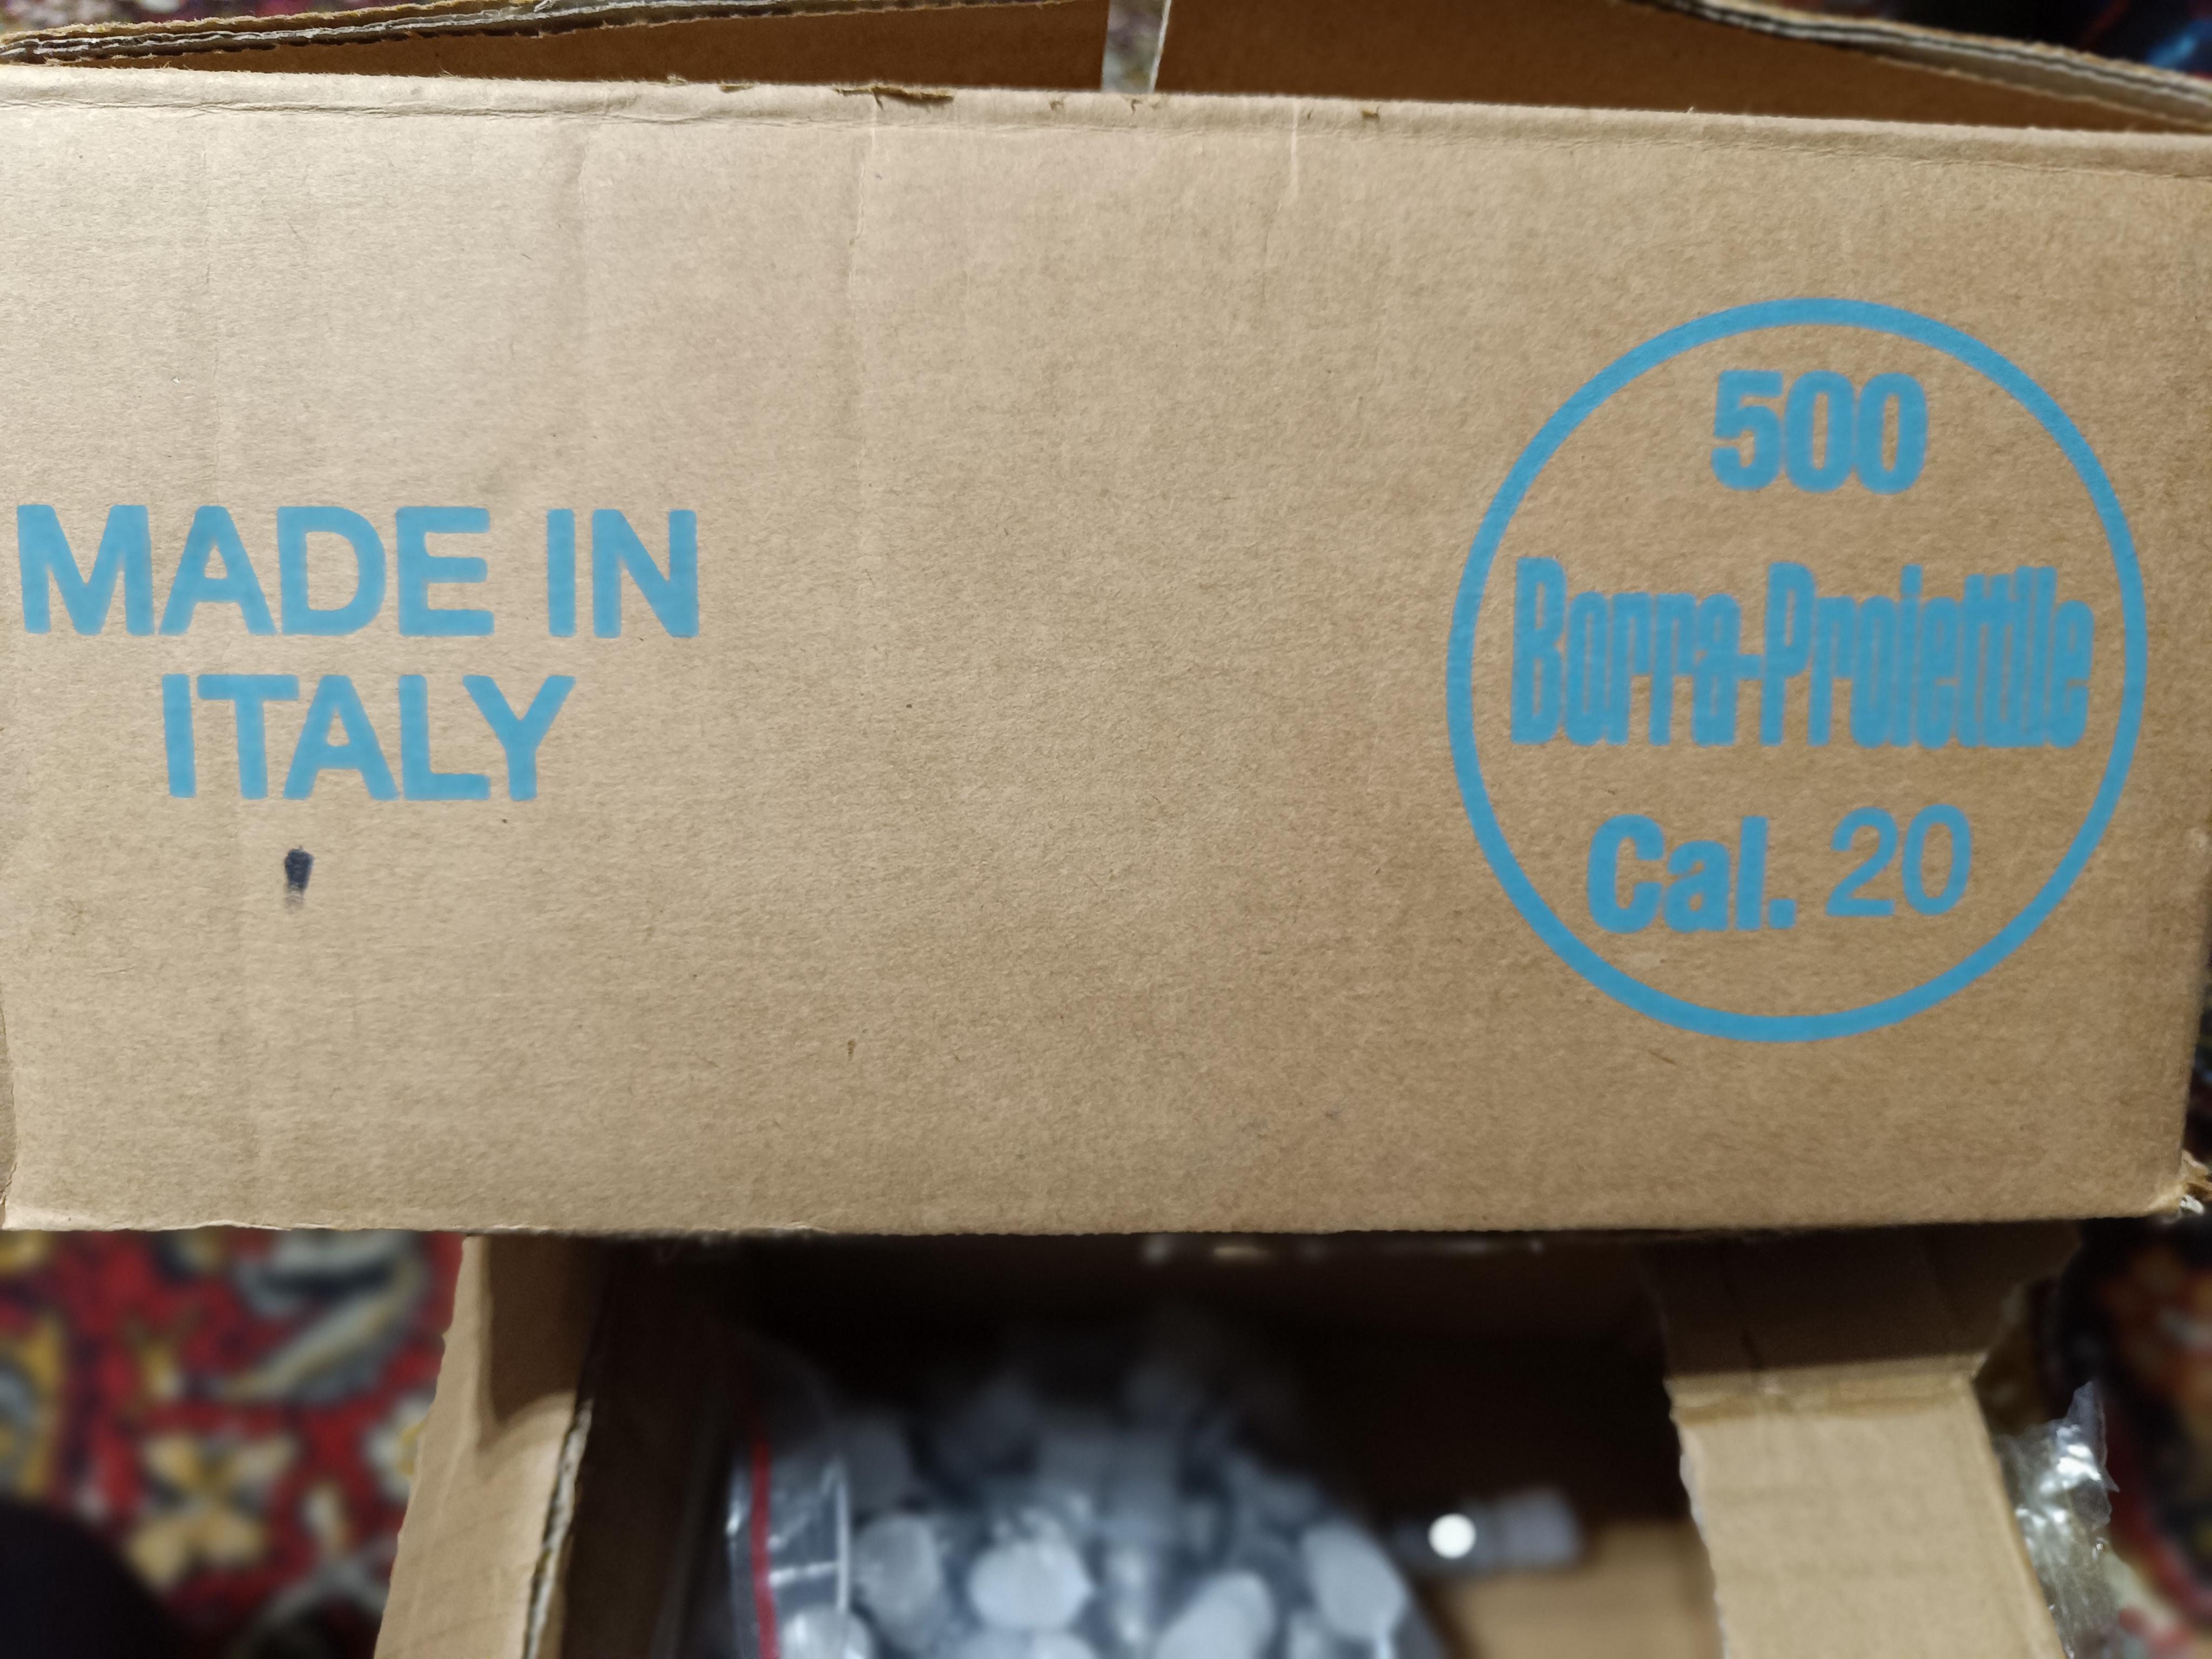 MADE IN
ITALY
500
Borra-Proiettile
Cal. 20